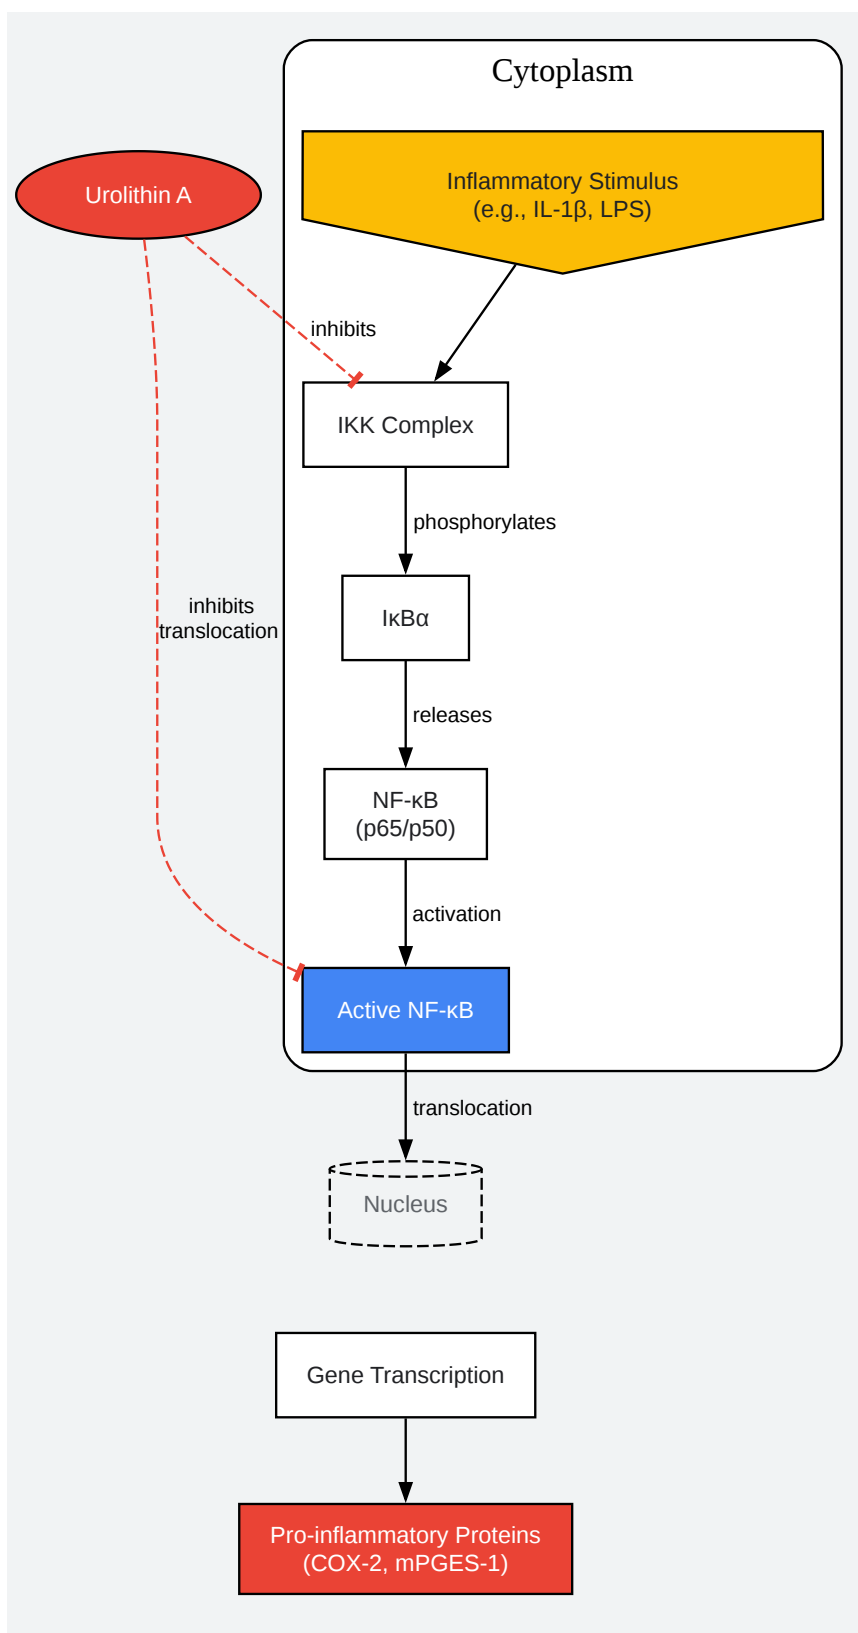 Cytoplasm
Urolithin A
Inflammatory Stimulus
(e.g., IL-1β, LPS)
inhibits
IKK Complex
phosphorylates
inhibits
translocation
IκBα
releases
NF-κB
(p65/p50)
activation
Active NF-κB
translocation
Nucleus
Gene Transcription
Pro-inflammatory Proteins
(COX-2, mPGES-1)